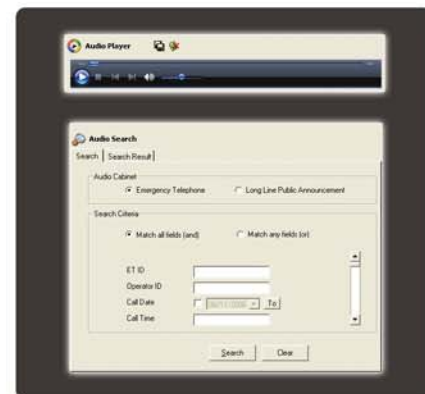 Audio Player
Audio Search
Search Search Result
Audio Cabinet
Emergency Telephone Long Line Public Announcement
Search Criteria
Match all fields (and) Match any fields (or)
ET ID
Operator ID
Call Date To
Call Time
Search Clear